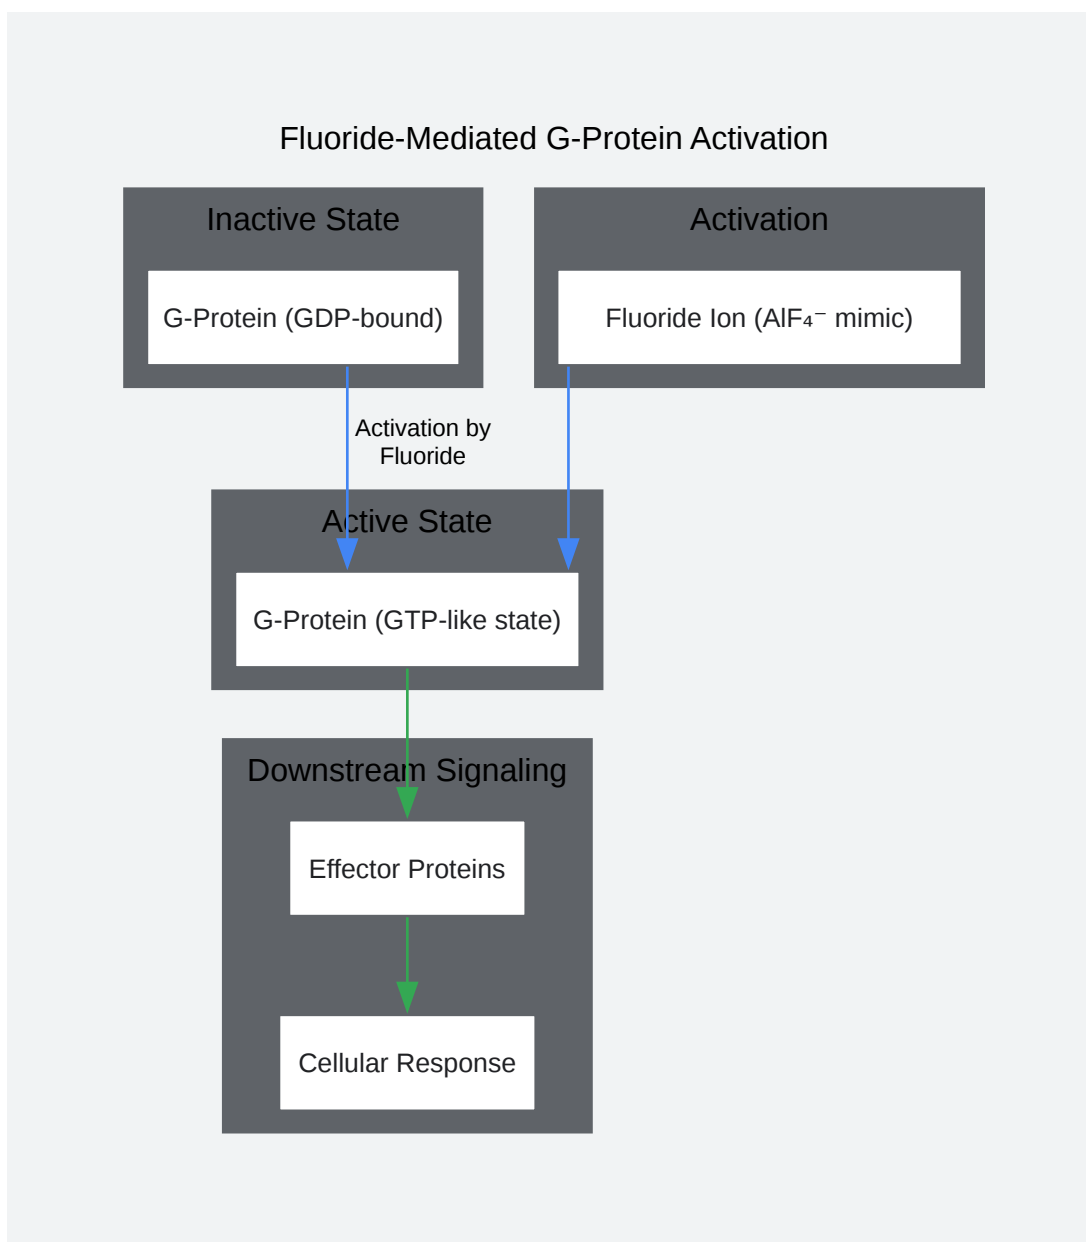 Fluoride-Mediated G-Protein Activation
Inactive State
Activation
G-Protein (GDP-bound)
Fluoride Ion (AlF₄⁻ mimic)
Activation by
Fluoride
Active State
G-Protein (GTP-like state)
Downstream Signaling
Effector Proteins
Cellular Response